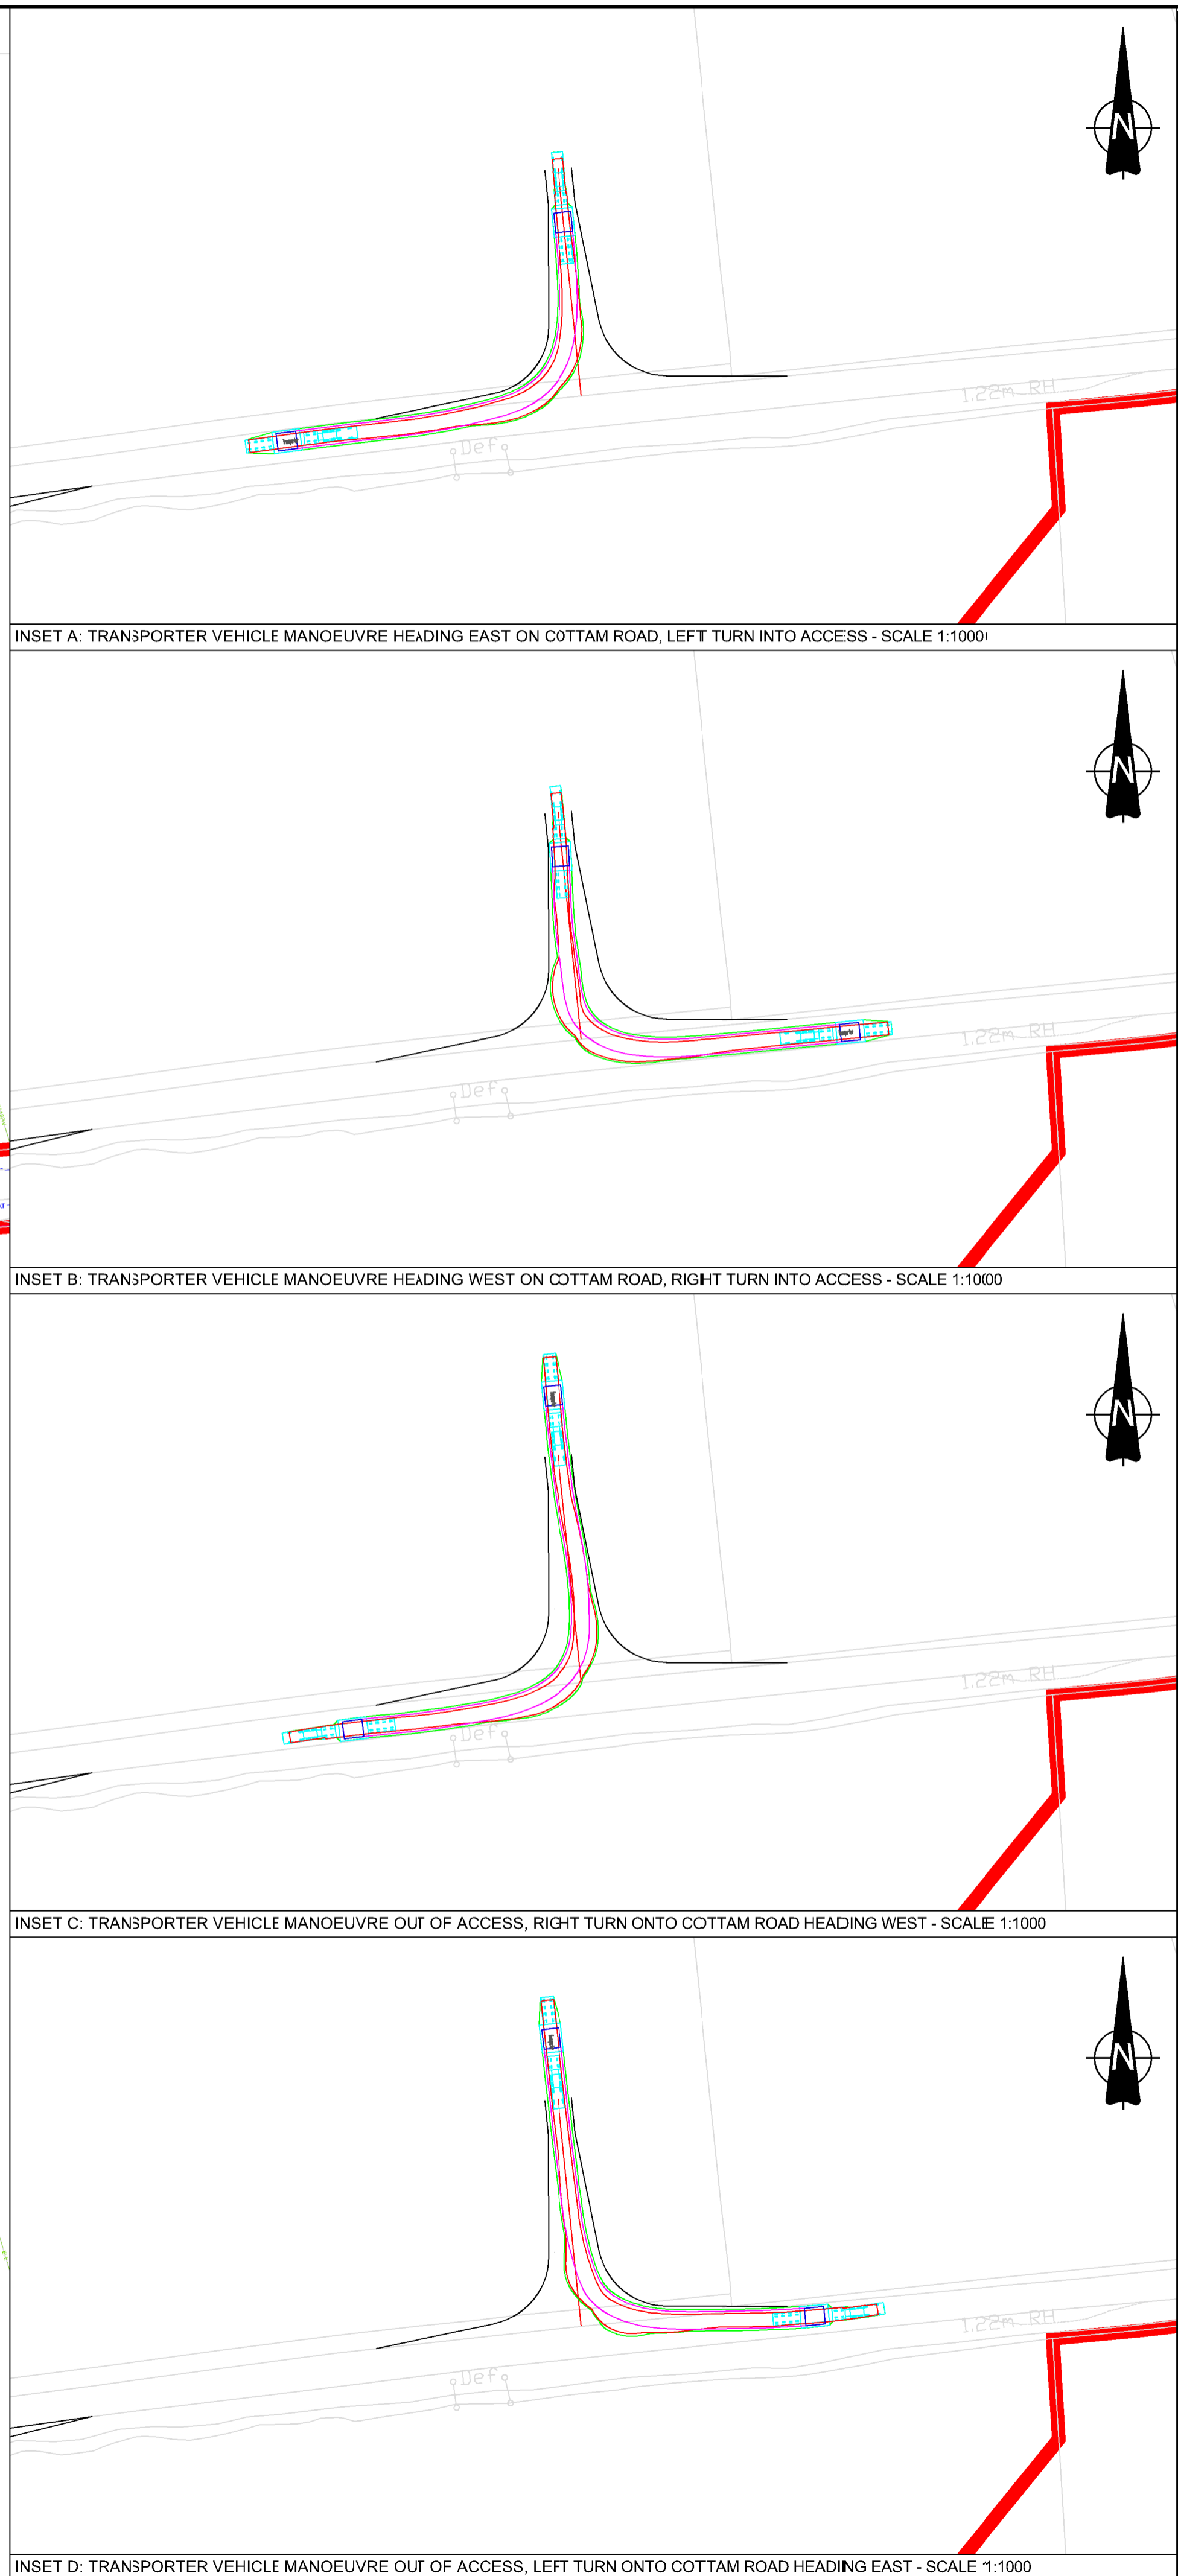 N
1.22m RH
Def
INSET A: TRANSPORTER VEHICLE MANOEUVRE HEADING EAST ON COTTAM ROAD, LEFT TURN INTO ACCESS - SCALE 1:1000
N
1.22m RH
Def
INSET B: TRANSPORTER VEHICLE MANOEUVRE HEADING WEST ON COTTAM ROAD, RIGHT TURN INTO ACCESS - SCALE 1:1000
N
1.22m RH
Def
INSET C: TRANSPORTER VEHICLE MANOEUVRE OUT OF ACCESS, RIGHT TURN ONTO COTTAM ROAD HEADING WEST - SCALE 1:1000
N
1.22m RH
Def
INSET D: TRANSPORTER VEHICLE MANOEUVRE OUT OF ACCESS, LEFT TURN ONTO COTTAM ROAD HEADING EAST - SCALE 1:1000